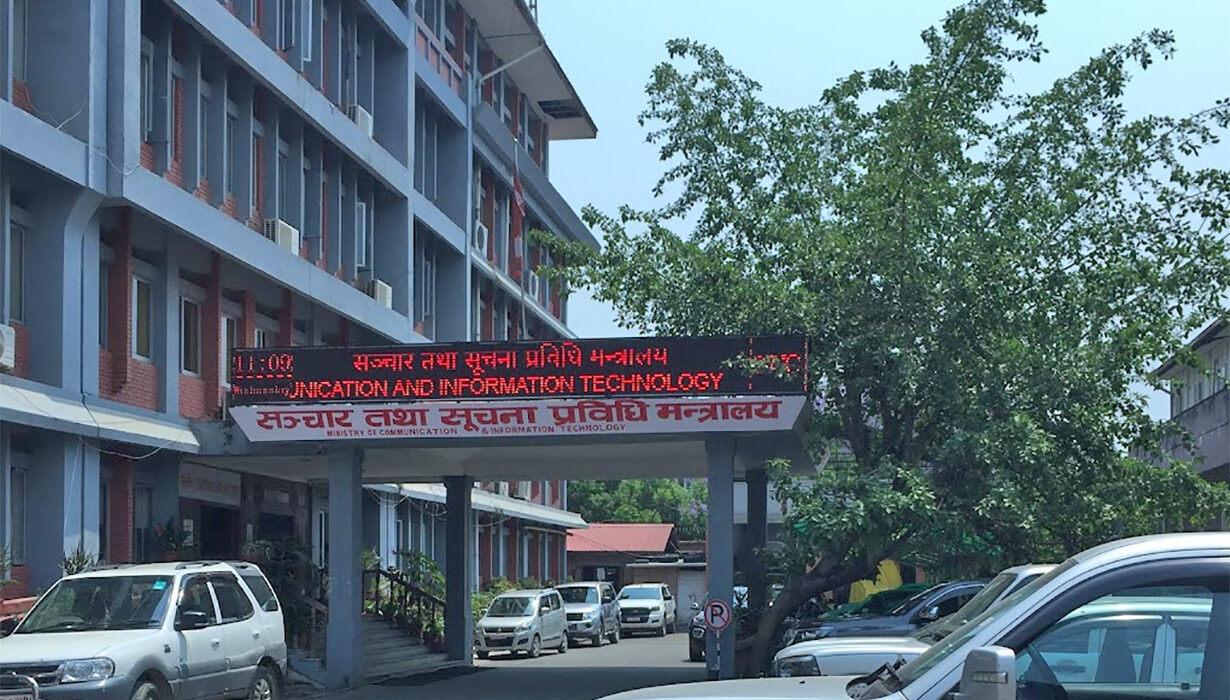 11:09
सञ्चार तथा सूचना प्रविधि मन्त्रालय
UNICATION AND INFORMATION TECHNOLOGY
सञ्चार तथा सूचना प्रविधि मन्त्रालय
MINISTRY OF COMMUNICATION & INFORMATION TECHNOLOGY
P